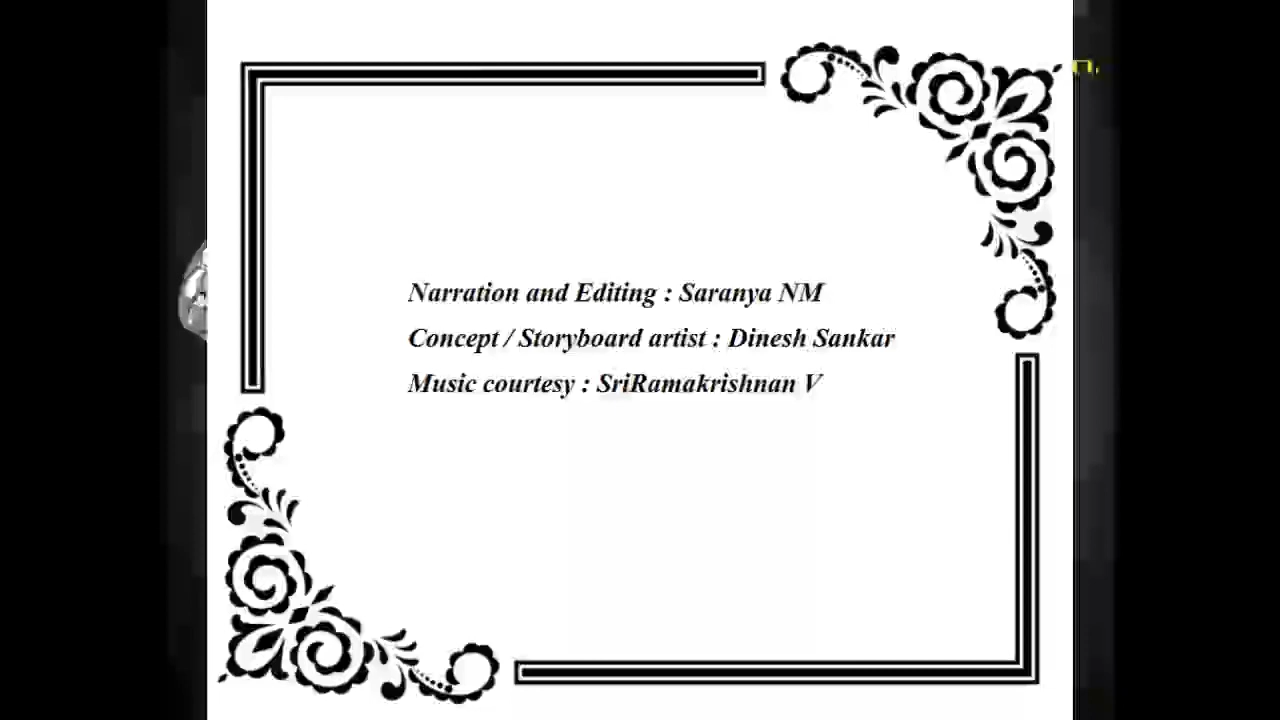 Narration and Editing : Saranya NM
Concept / Storyboard artist : Dinesh Sankar
Music courtesy : SriRamakrishnan V